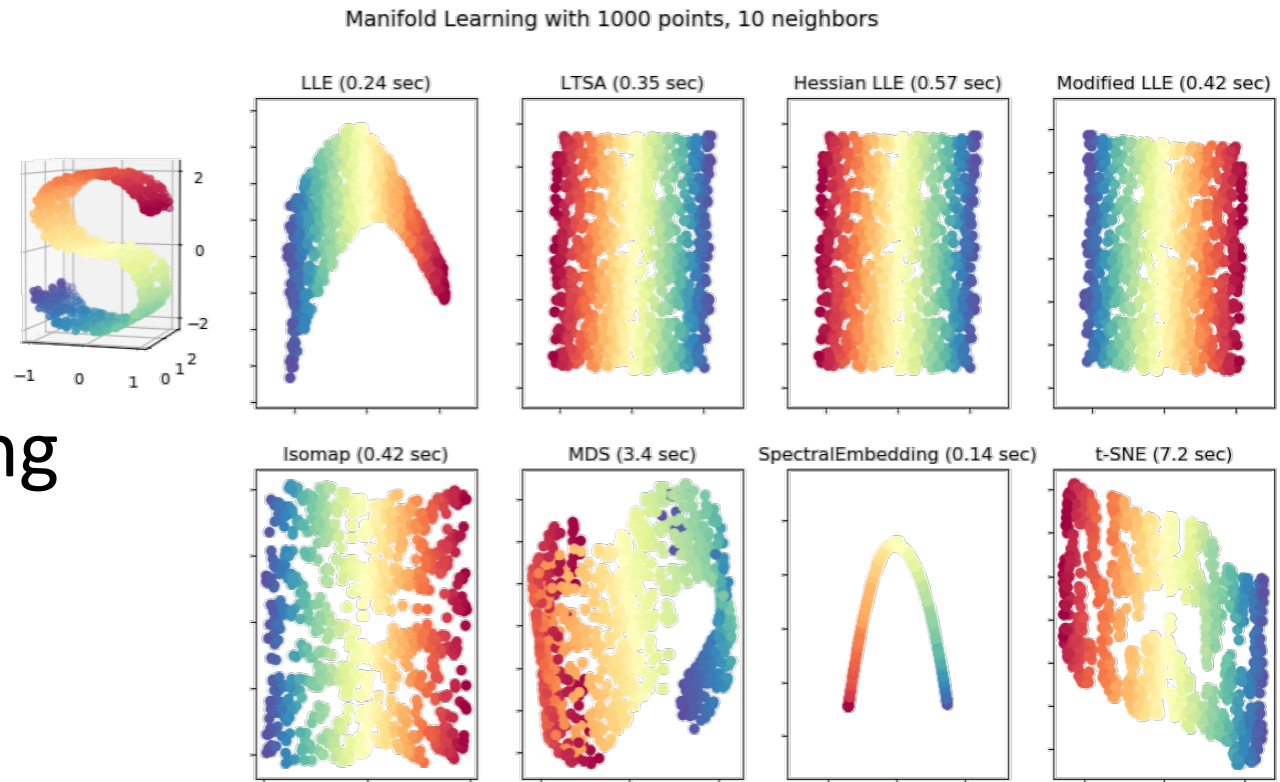 Manifold Learning with 1000 points, 10 neighbors
LLE (0.24 sec)
LTSA (0.35 sec)
Hessian LLE (0.57 sec)
Modified LLE (0.42 sec)
2
0
−2
−1
0
1
0
1
2
ng
Isomap (0.42 sec)
MDS (3.4 sec)
SpectralEmbedding (0.14 sec)
t-SNE (7.2 sec)